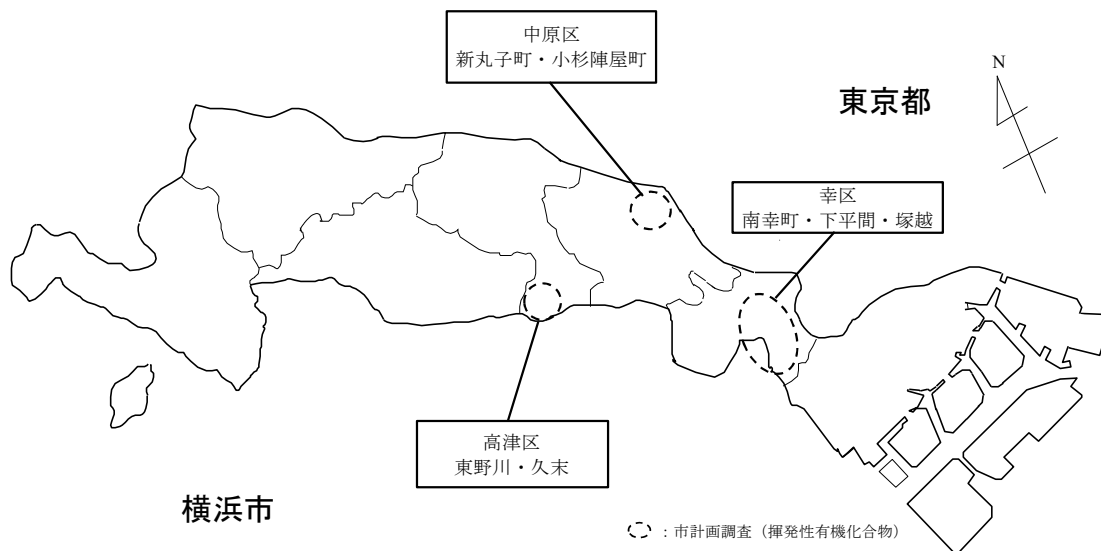 中原区
新丸子町・小杉陣屋町
東京都
N
幸区
南幸町・下平間・塚越
高津区
東野川・久末
横浜市
：市計画調査（揮発性有機化合物）